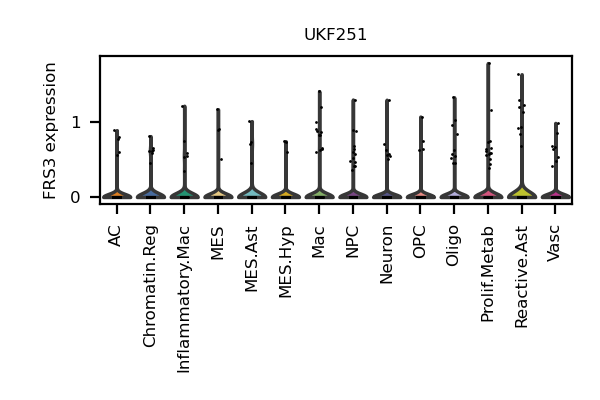 UKF251
FRS3 expression
1
0
AC
Chromatin.Reg
Inflammatory.Mac
MES
MES.Ast
MES.Hyp
Mac
NPC
Neuron
OPC
Oligo
Prolif.Metab
Reactive.Ast
Vasc